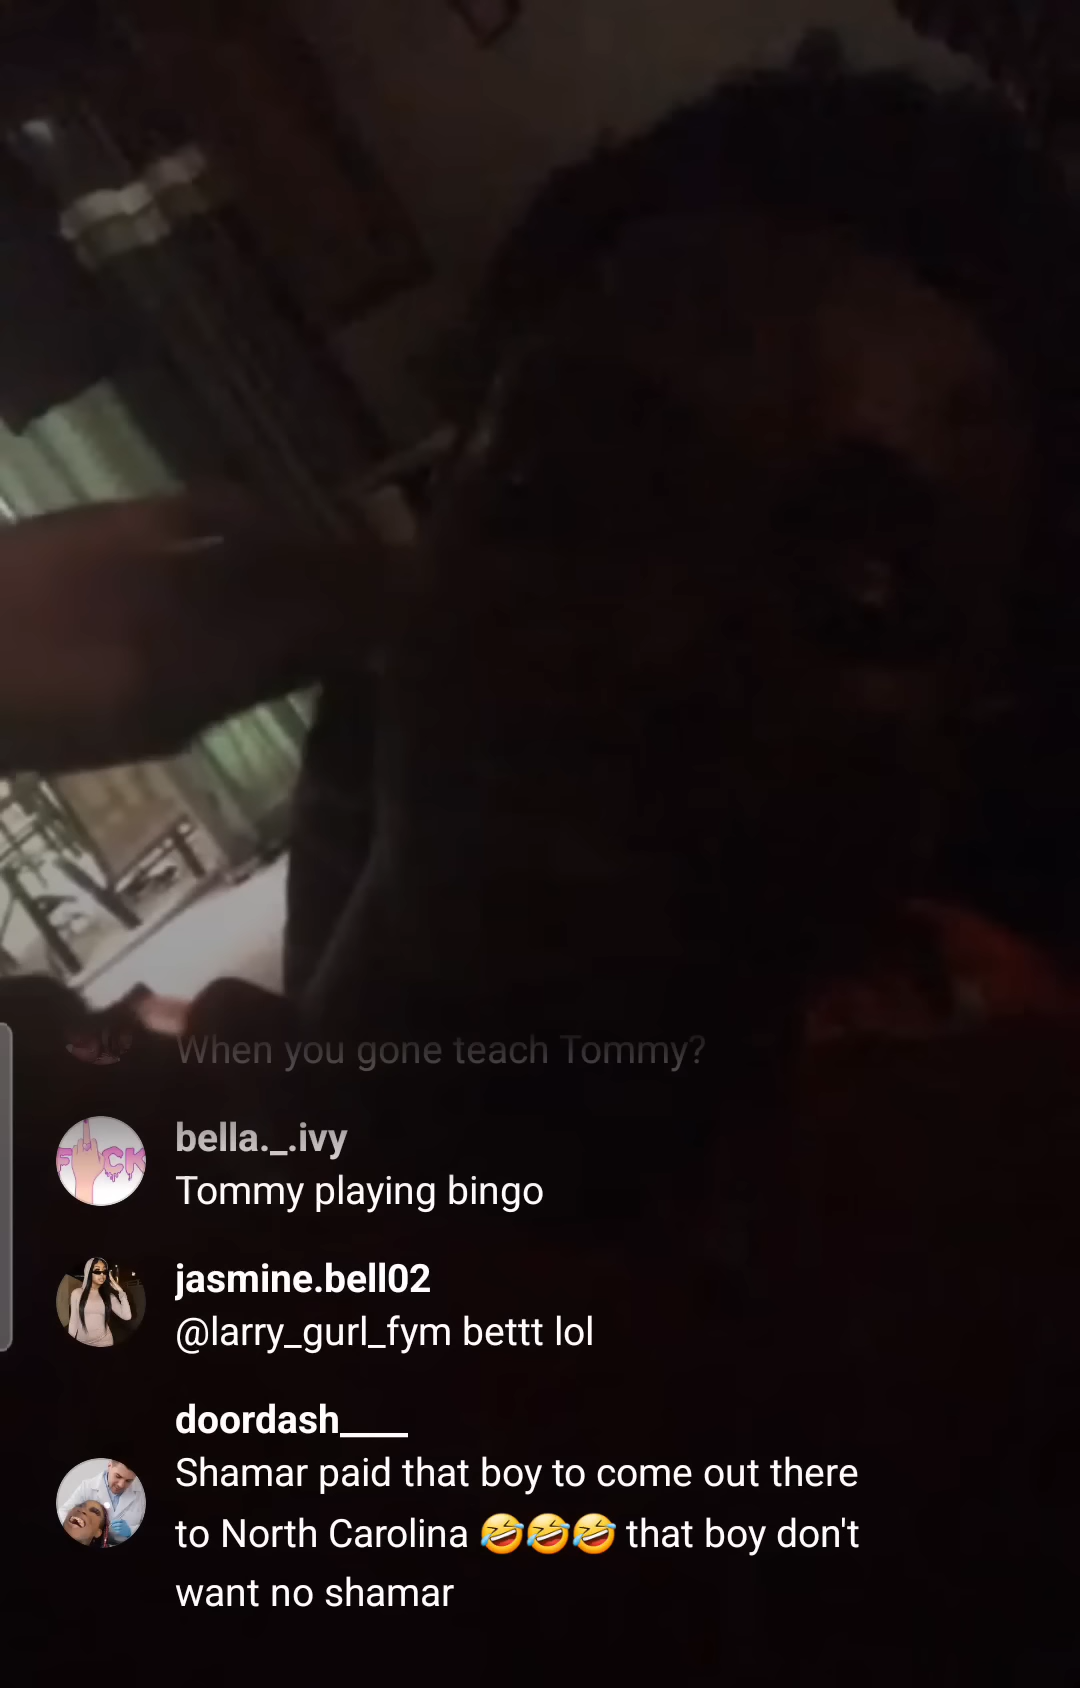 When you gone teach Tommy?
bella._.ivy
Tommy playing bingo
jasmine.bell02
@larry_gurl_fym bettt lol
doordash____
Shamar paid that boy to come out there
to North Carolina 🤣🤣🤣 that boy don't
want no shamar